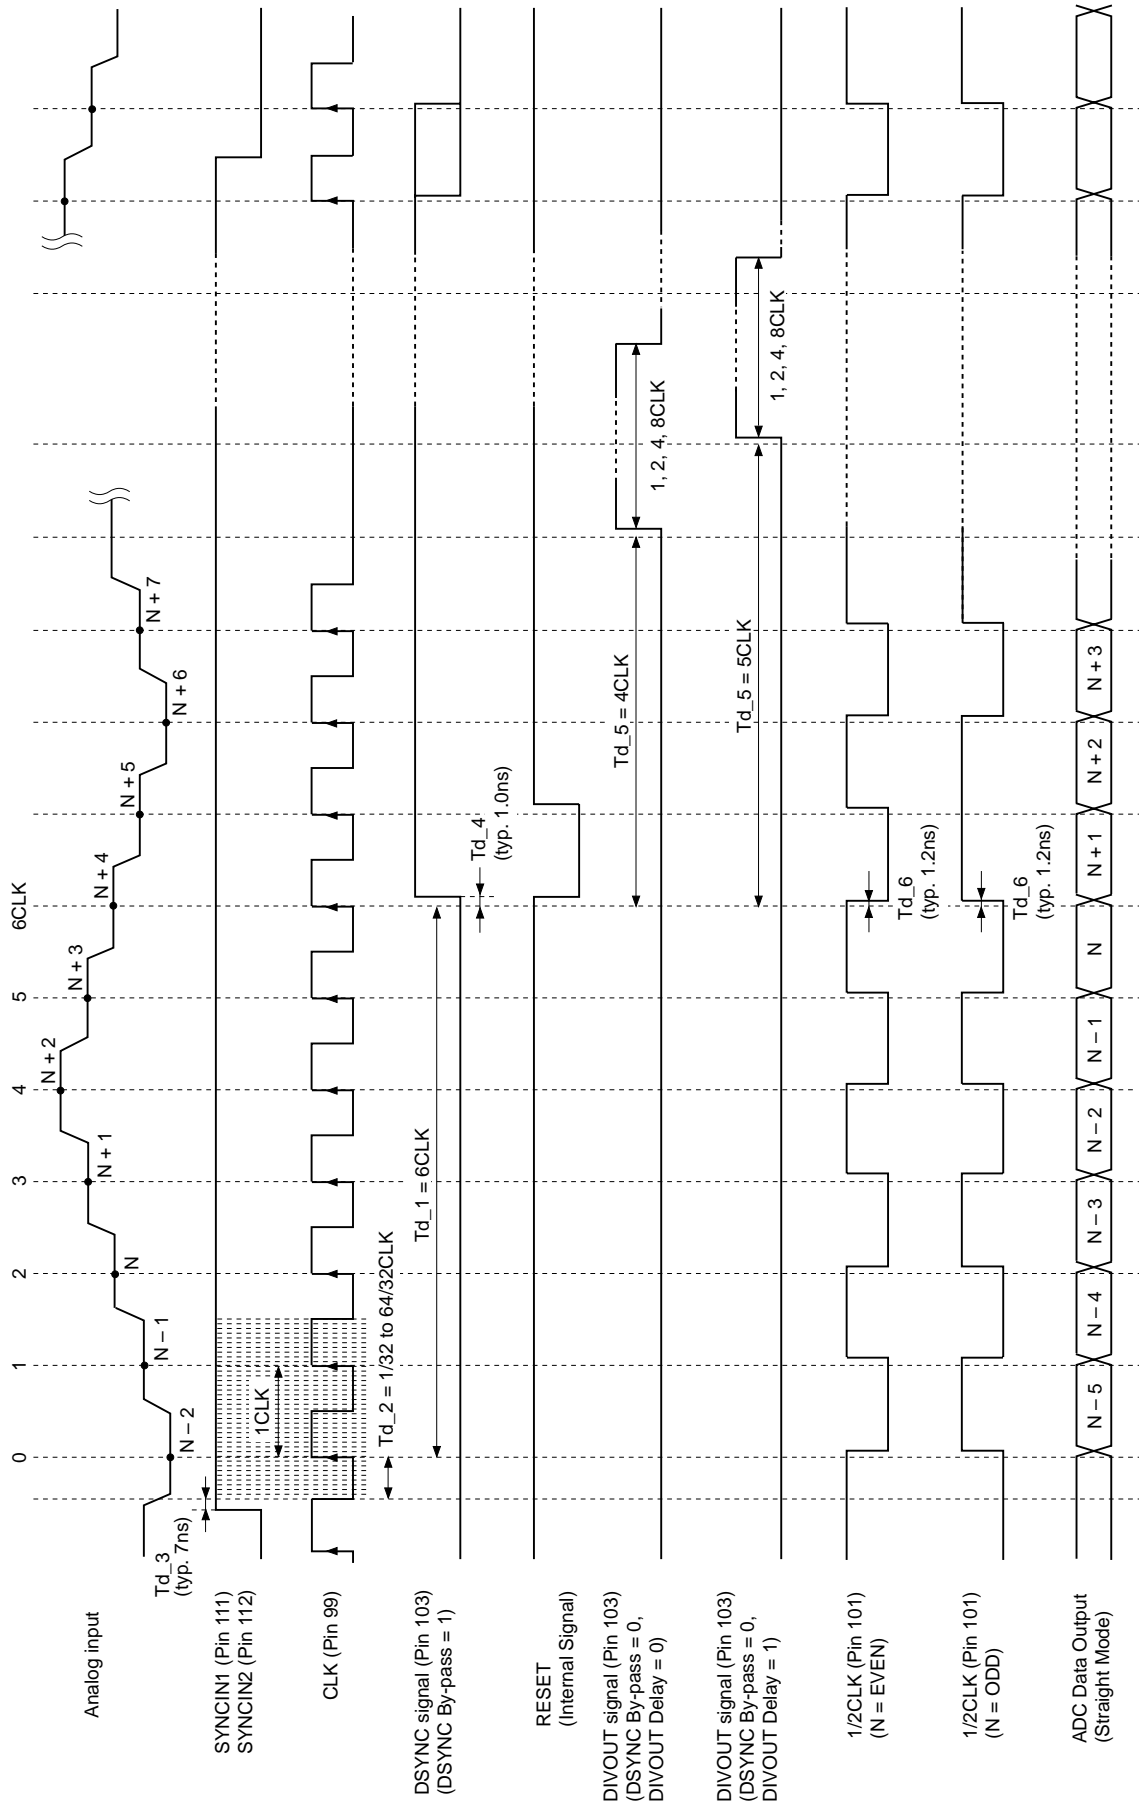 0
1
2
3
4
5
6CLK
Analog input
Td_3
(typ. 7ns)
N – 2
N – 1
N
N + 1
N + 2
N + 3
N + 4
N + 5
N + 6
N + 7
SYNCIN1 (Pin 111)
SYNCIN2 (Pin 112)
1CLK
CLK (Pin 99)
Td_2 = 1/32 to 64/32CLK
DSYNC signal (Pin 103)
(DSYNC By-pass = 1)
Td_1 = 6CLK
Td_4
(typ. 1.0ns)
RESET
(Internal Signal)
DIVOUT signal (Pin 103)
(DSYNC By-pass = 0,
DIVOUT Delay = 0)
Td_5 = 4CLK
1, 2, 4, 8CLK
DIVOUT signal (Pin 103)
(DSYNC By-pass = 0,
DIVOUT Delay = 1)
Td_5 = 5CLK
1, 2, 4, 8CLK
1/2CLK (Pin 101)
(N = EVEN)
Td_6
(typ. 1.2ns)
1/2CLK (Pin 101)
(N = ODD)
Td_6
(typ. 1.2ns)
ADC Data Output
(Straight Mode)
N – 5
N – 4
N – 3
N – 2
N – 1
N
N + 1
N + 2
N + 3